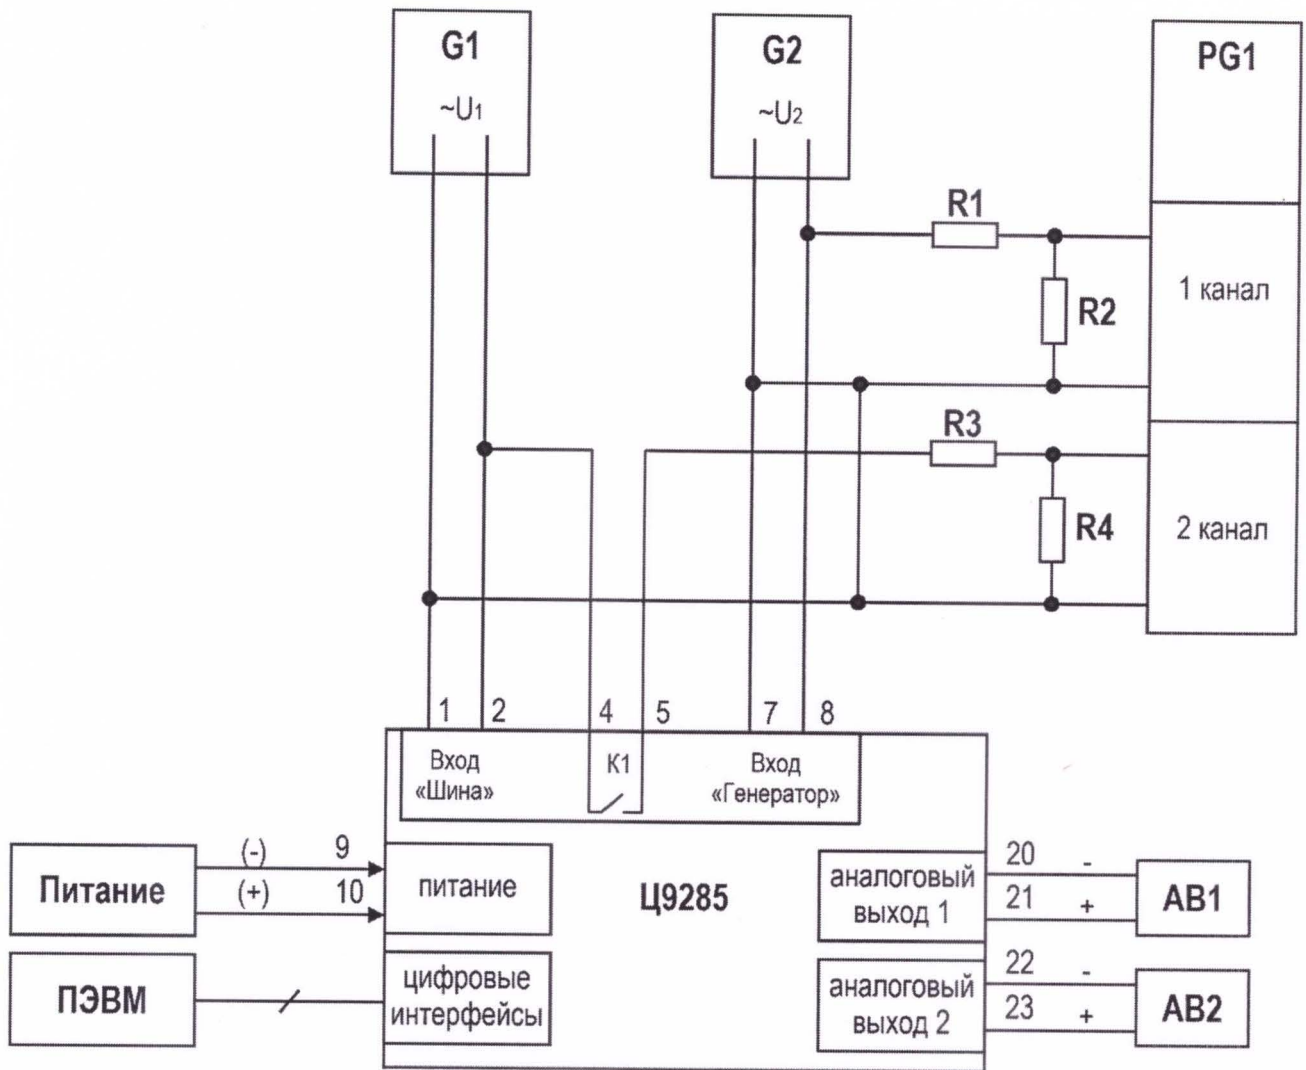 G1
~U1
G2
~U2
PG1
R1
1 канал
R2
R3
2 канал
R4
1
2
4
5
7
8
Вход
«Шина»
К1
Вход
«Генератор»
Питание
(-)
9
(+)
10
питание
Ц9285
аналоговый
выход 1
20
-
21
+
АВ1
ПЭВМ
цифровые
интерфейсы
аналоговый
выход 2
22
-
23
+
АВ2